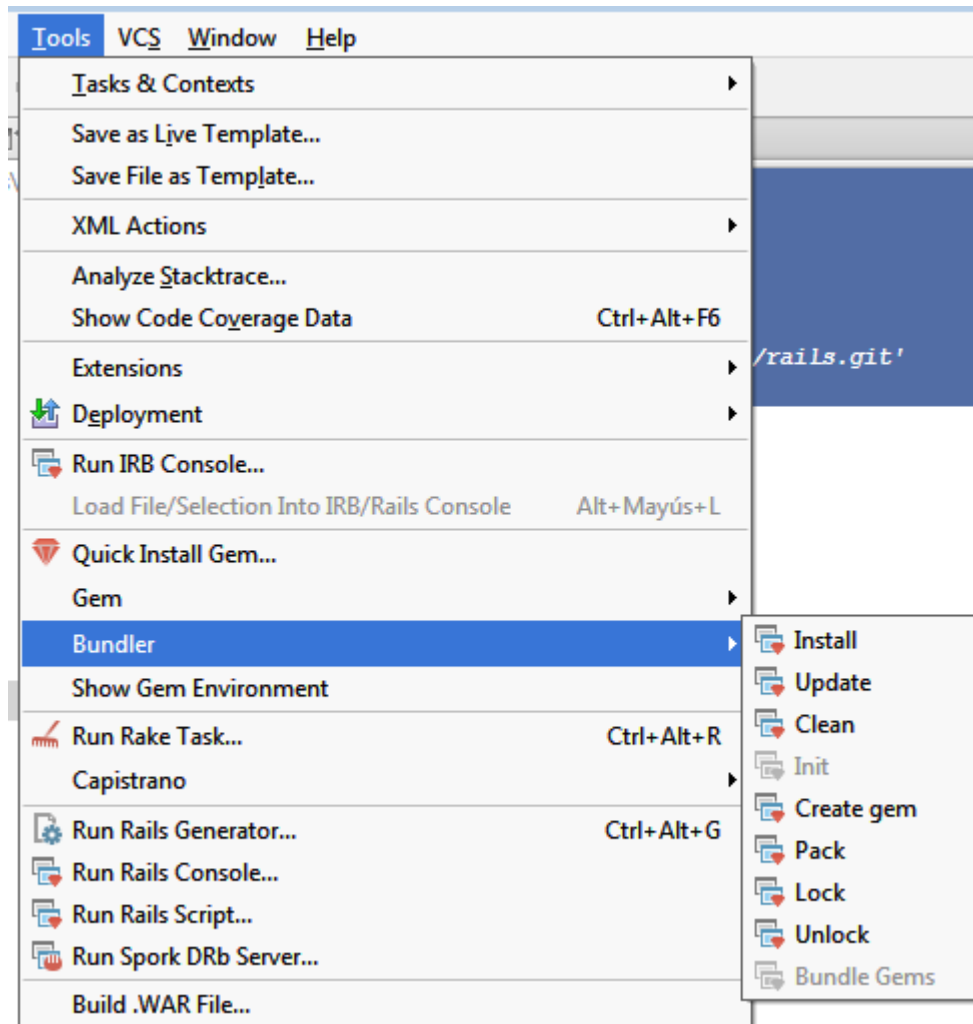 Tools VCS Window Help
Tasks & Contexts
Save as Live Template...
Save File as Template...
XML Actions
Analyze Stacktrace...
Show Code Coverage Data Ctrl+Alt+F6
Extensions
/rails.git'
Deployment
Run IRB Console...
Load File/Selection Into IRB/Rails Console Alt+Mayús+L
Quick Install Gem...
Gem
Bundler
Show Gem Environment
Run Rake Task... Ctrl+Alt+R
Capistrano
Run Rails Generator... Ctrl+Alt+G
Run Rails Console...
Run Rails Script...
Run Spork DRb Server...
Build .WAR File...
Install
Update
Clean
Init
Create gem
Pack
Lock
Unlock
Bundle Gems